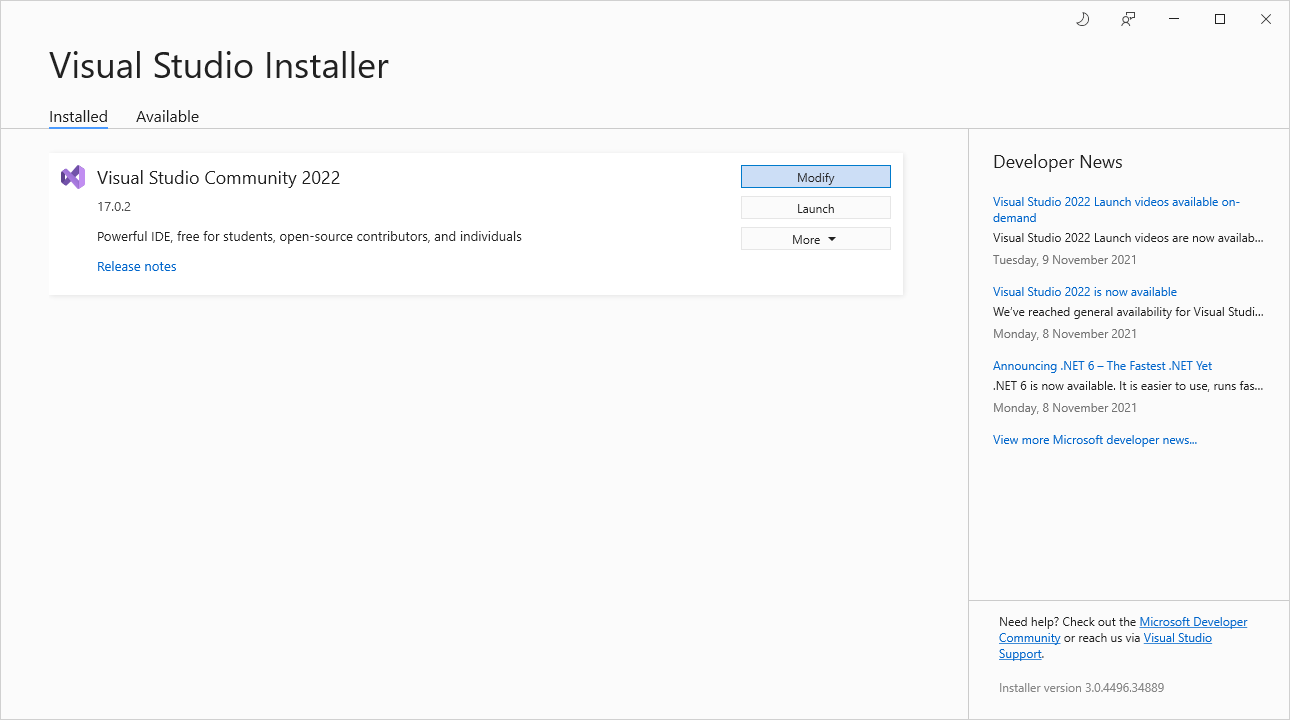 Visual Studio Installer
Installed
Available
Visual Studio Community 2022
17.0.2
Powerful IDE, free for students, open-source contributors, and individuals
Release notes
Modify
Launch
More
Developer News
Visual Studio 2022 Launch videos available on-
demand
Visual Studio 2022 Launch videos are now availab...
Tuesday, 9 November 2021
Visual Studio 2022 is now available
We’ve reached general availability for Visual Studi...
Monday, 8 November 2021
Announcing .NET 6 – The Fastest .NET Yet
.NET 6 is now available. It is easier to use, runs fas...
Monday, 8 November 2021
View more Microsoft developer news...
Need help? Check out the Microsoft Developer
Community or reach us via Visual Studio
Support.
Installer version 3.0.4496.34889